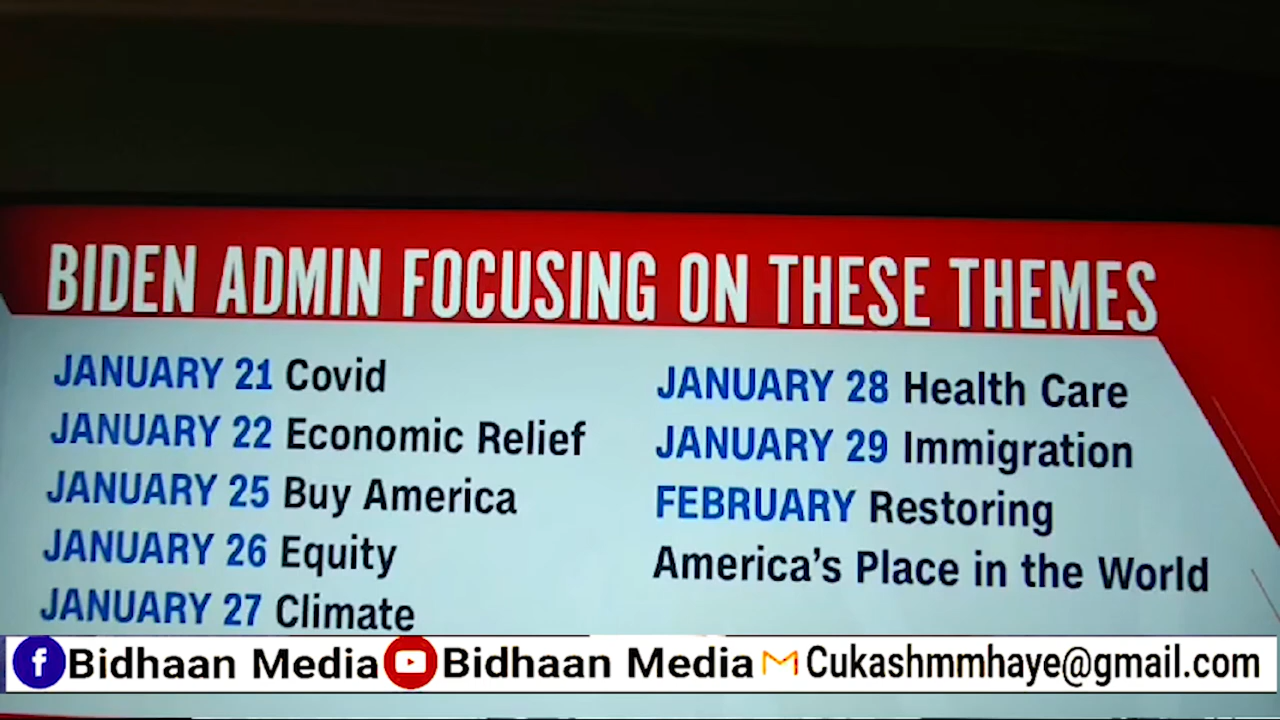 BIDEN ADMIN FOCUSING ON THESE THEMES
JANUARY 21 Covid
JANUARY 22 Economic Relief
JANUARY 25 Buy America
JANUARY 26 Equity
JANUARY 27 Climate
JANUARY 28 Health Care
JANUARY 29 Immigration
FEBRUARY Restoring
America's Place in the World
Bidhaan Media Bidhaan Media Cukashmmhaye@gmail.com